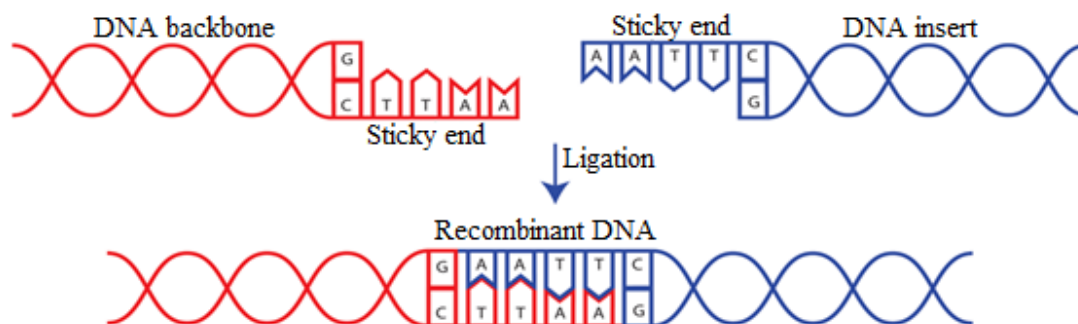 DNA backbone
Sticky end
DNA insert
G
A A T T C
C T T A A
G
Sticky end
Ligation
Recombinant DNA
G A A T T C
C T T A A G